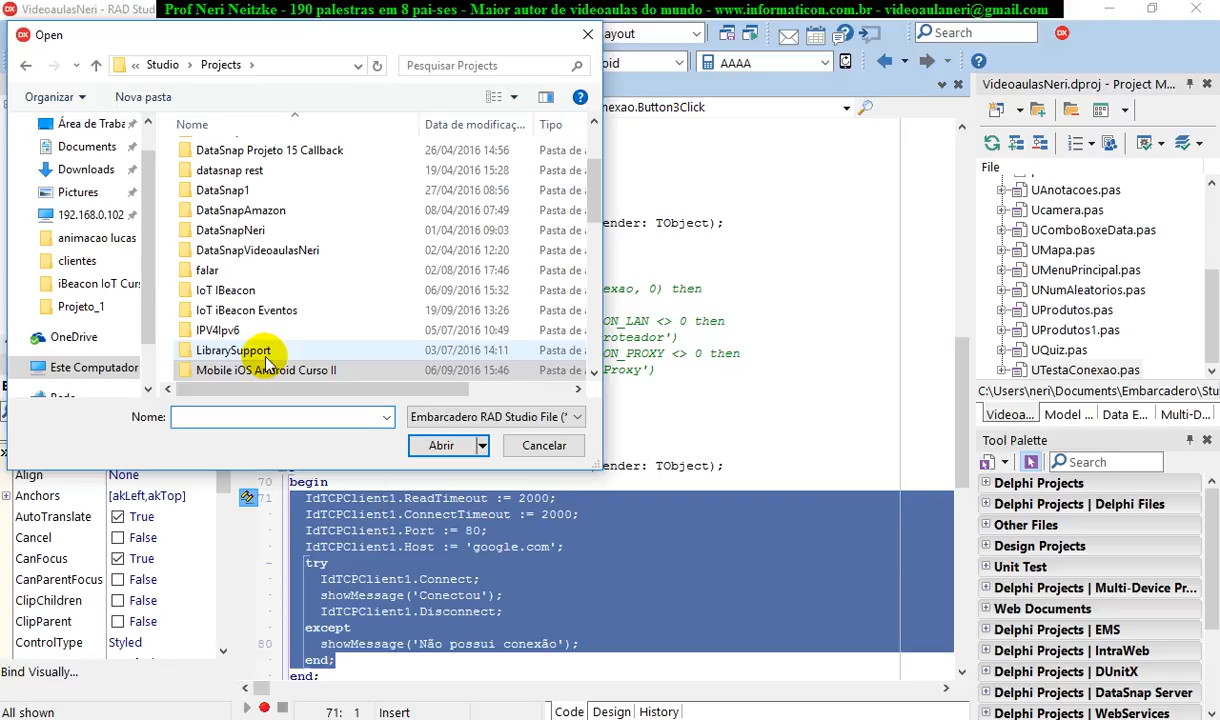 VideoaulasNeri - RAD Stud
Prof Neri Neitzke - 190 palestras em 8 pai-ses - Maior autor de videoaulas do mundo - www.informaticon.com.br - videoaulaneri@gmail.com
Open
Studio
Projects
Pesquisar Projects
Organizar
Nova pasta
Name
Data de modificaç...
Tipo
Área de Traba
Documents
Downloads
Pictures
192.168.0.102
animacao lucas
clientes
iBeacon IoT Cur
Projeto_1
OneDrive
Este Computador
DataSnap Projeto 15 Callback 26/04/2016 14:56 Pasta de
datasnap rest 19/04/2016 15:28 Pasta de
DataSnap1 27/04/2016 08:56 Pasta de
DataSnapAmazon 08/04/2016 07:49 Pasta de
DataSnapNeri 01/04/2016 09:03 Pasta de
DataSnapVideoaulasNeri 02/04/2016 12:20 Pasta de
falar 02/08/2016 17:46 Pasta de
IoT IBeacon 06/09/2016 15:32 Pasta de
IoT iBeacon Eventos 19/09/2016 13:26 Pasta de
IPV4Ipv6 05/07/2016 10:49 Pasta de
LibrarySupport 03/07/2016 14:11 Pasta de
Mobile iOS Android Curso II 06/09/2016 15:46 Pasta de
Nome:
Embarcadero RAD Studio File (*
Abrir
Cancelar
ayout
Search
oid
AAAA
nexao.Button3Click
ender: TObject);
exao, 0) then
ON_LAN <> 0 then
roteador')
ON_PROXY <> 0 then
Proxy')
ender: TObject);
70 begin
71 IdTCPClient1.ReadTimeout := 2000;
IdTCPClient1.ConnectTimeout := 2000;
IdTCPClient1.Port := 80;
IdTCPClient1.Host := 'google.com';
try
IdTCPClient1.Connect;
showMessage('Conectou');
IdTCPClient1.Disconnect;
except
80 showMessage('Não possui conexão');
end;
end;
Align None
Anchors [akLeft,akTop]
AutoTranslate True
Cancel False
CanFocus True
CanParentFocus False
ClipChildren False
ClipParent False
ControlType Styled
Bind Visually...
All shown
71: 1
Insert
Code
Design
History
VideoaulasNeri.dproj - Project M...
File
UAnotacoes.pas
Ucamera.pas
UComboBoxeData.pas
UMapa.pas
UMenuPrincipal.pas
UNumAleatorios.pas
UProdutos.pas
UProdutos1.pas
UQuiz.pas
UTestaConexao.pas
C:\Users\neri\Documents\Embarcadero\Stu
Videoa...
Model ...
Data E...
Multi-D...
Tool Palette
Search
Delphi Projects
Delphi Projects | Delphi Files
Other Files
Design Projects
Unit Test
Delphi Projects | Multi-Device Pr...
Web Documents
Delphi Projects | EMS
Delphi Projects | IntraWeb
Delphi Projects | DUnitX
Delphi Projects | DataSnap Server
Delphi Projects | WebServices